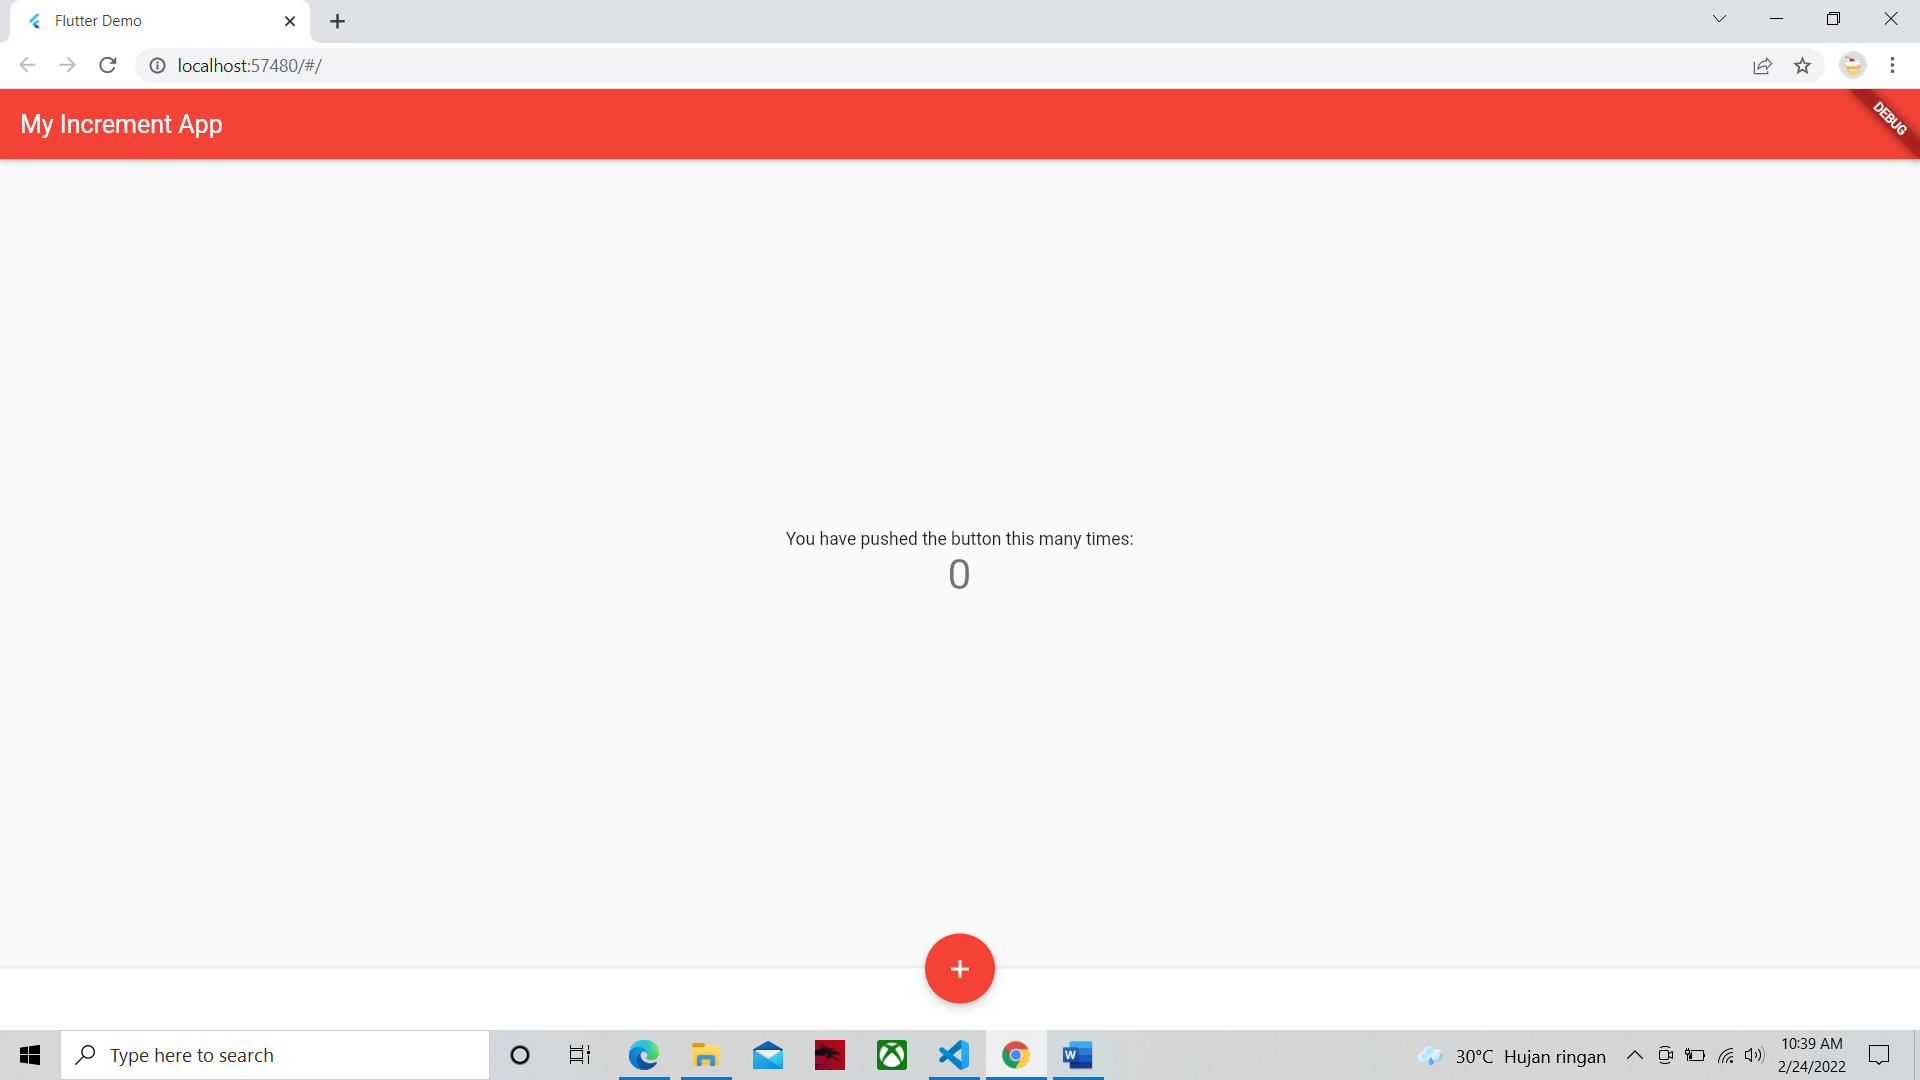 Flutter Demo
localhost:57480/#/
My Increment App
DEBUG
You have pushed the button this many times:
0
+
Type here to search
W
30°C Hujan ringan
10:39 AM
2/24/2022